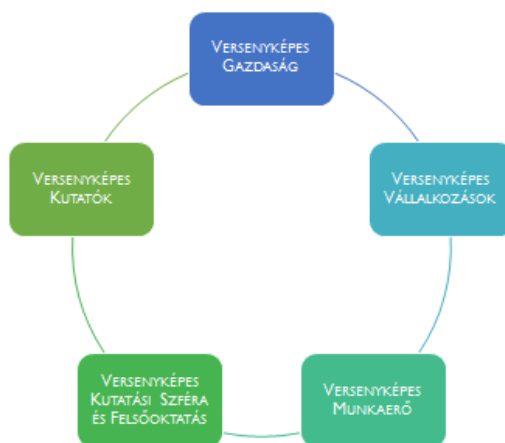 Versenyképes
Gazdaság
Versenyképes
Vállalkozások
Versenyképes
Munkaerő
Versenyképes
Kutatási Szféra
és Felsőoktatás
Versenyképes
Kutatók